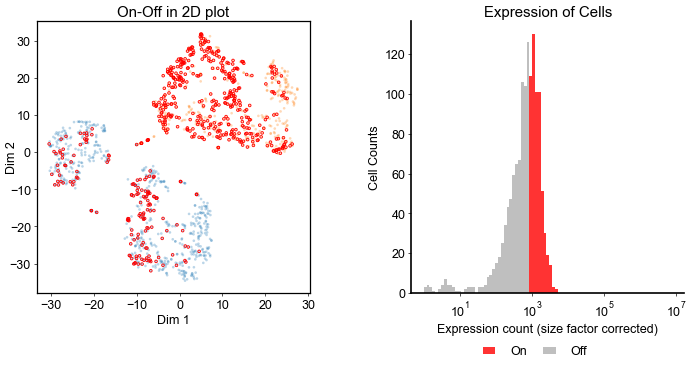 On-Off in 2D plot
30
20
10
0
−10
−20
−30
Dim 2
−30 −20 −10 0 10 20 30
Dim 1
Expression of Cells
120
100
80
60
40
20
0
Cell Counts
10^1 10^3 10^5 10^7
Expression count (size factor corrected)
On Off